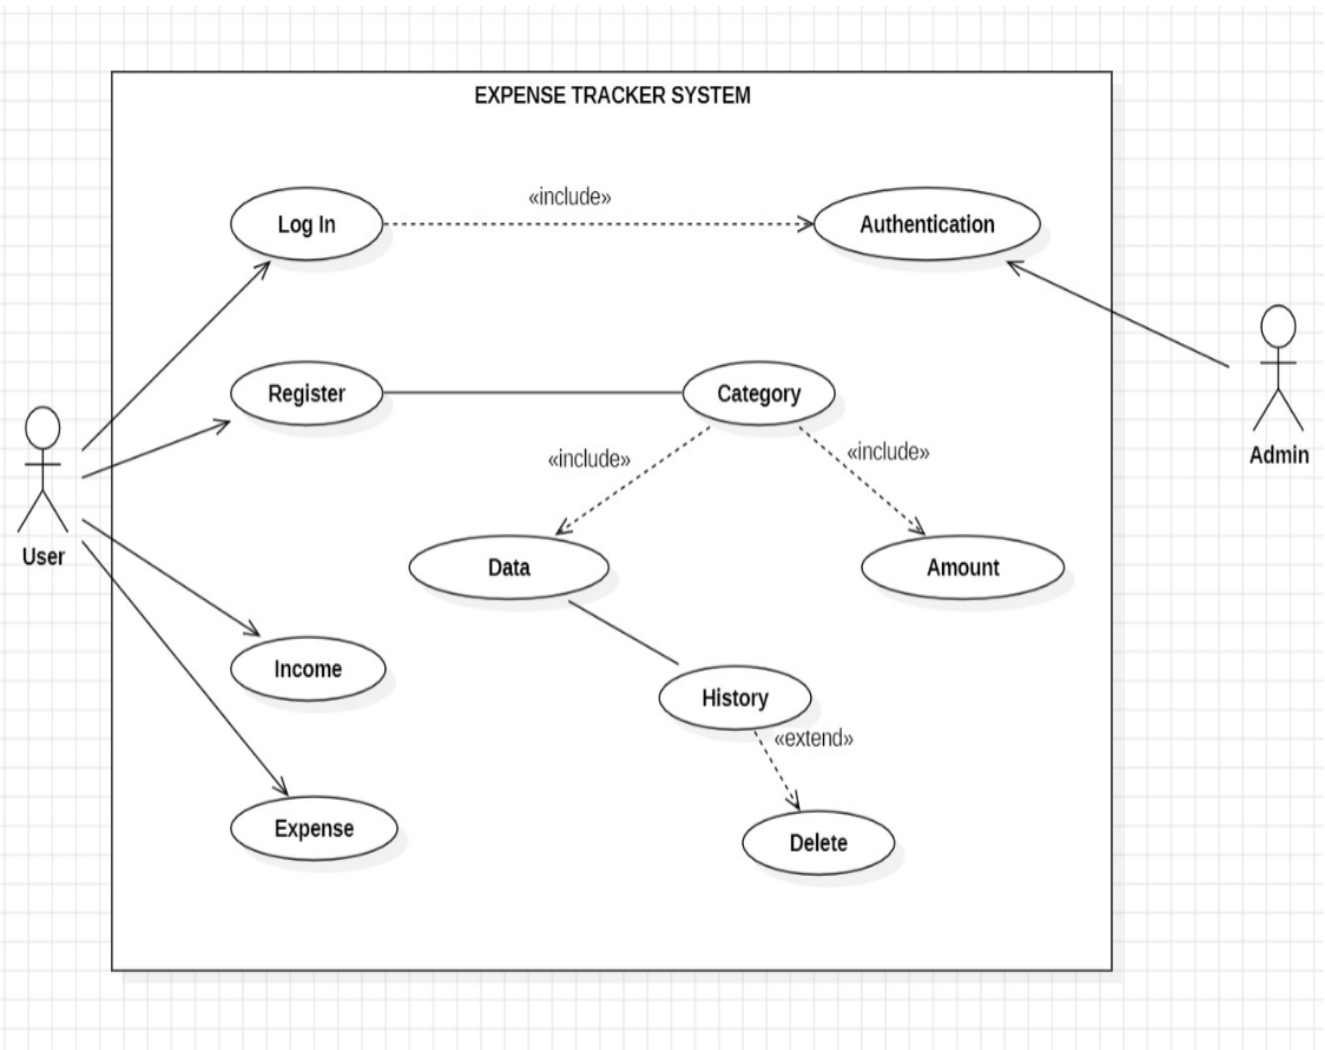 EXPENSE TRACKER SYSTEM
Log In
«include»
Authentication
Register
Category
Admin
«include»
«include»
User
Data
Amount
Income
History
«extend»
Expense
Delete